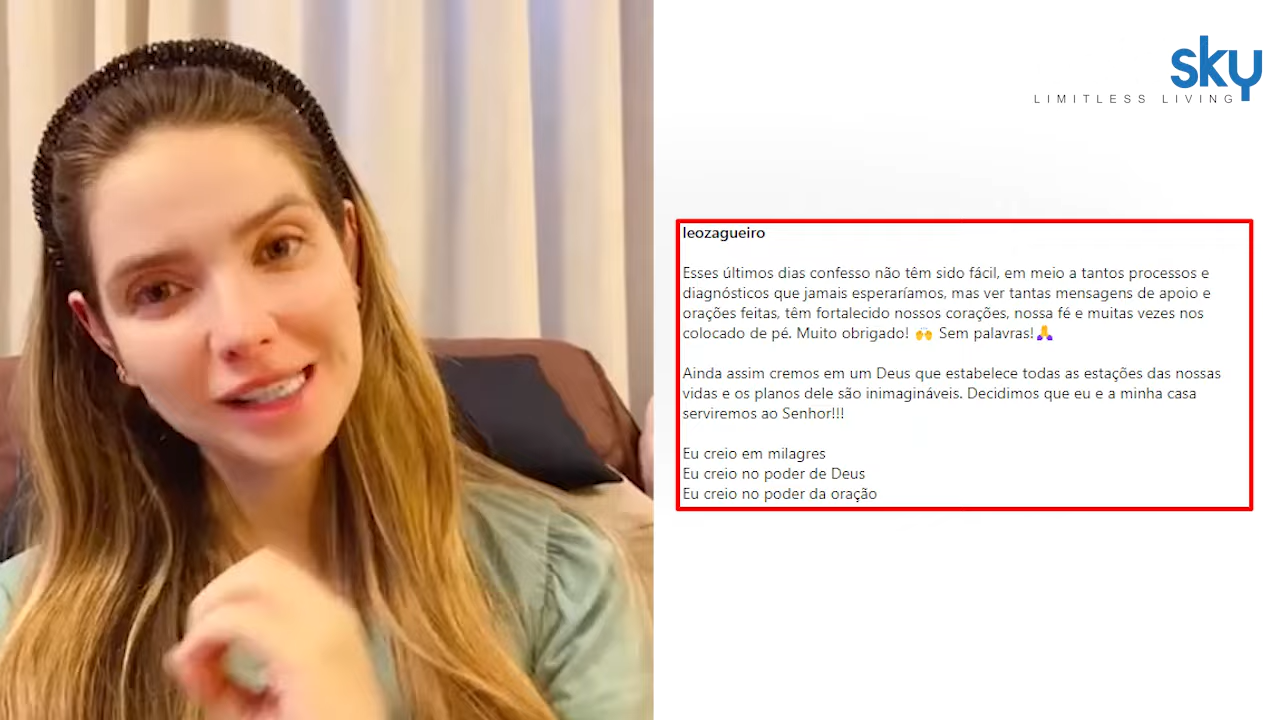 sky
LIMITLESS LIVING
leozagueiro
Esses últimos dias confesso não têm sido fácil, em meio a tantos processos e
diagnósticos que jamais esperaríamos, mas ver tantas mensagens de apoio e
orações feitas, têm fortalecido nossos corações, nossa fé e muitas vezes nos
colocado de pé. Muito obrigado! 🙌 Sem palavras!🙏
Ainda assim cremos em um Deus que estabelece todas as estações das nossas
vidas e os planos dele são inimagináveis. Decidimos que eu e a minha casa
serviremos ao Senhor!!!
Eu creio em milagres
Eu creio no poder de Deus
Eu creio no poder da oração